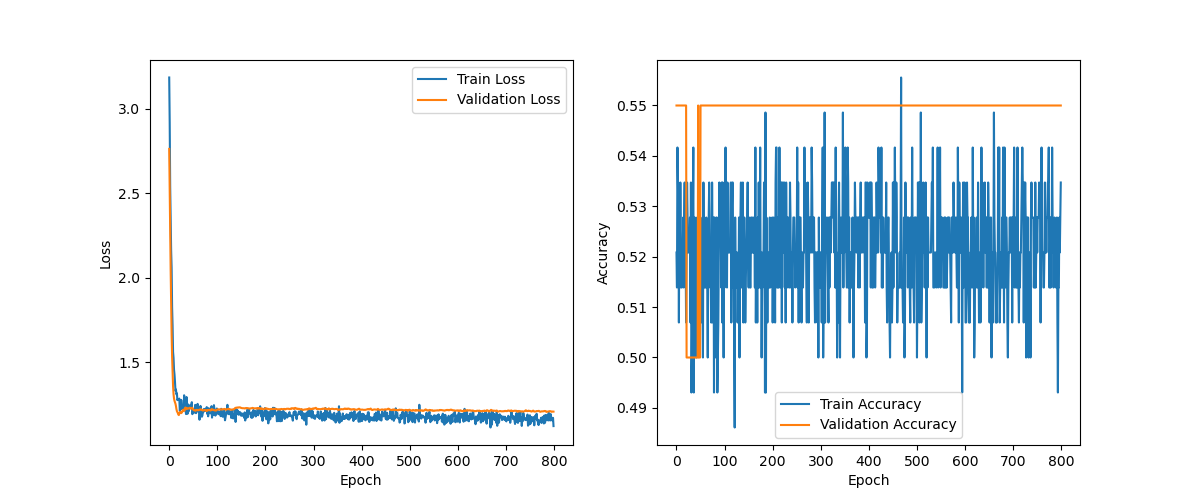 3.0
2.5
2.0
1.5
Loss
0 100 200 300 400 500 600 700 800
Epoch
Train Loss
Validation Loss
0.55
0.54
0.53
0.52
0.51
0.50
0.49
Accuracy
0 100 200 300 400 500 600 700 800
Epoch
Train Accuracy
Validation Accuracy